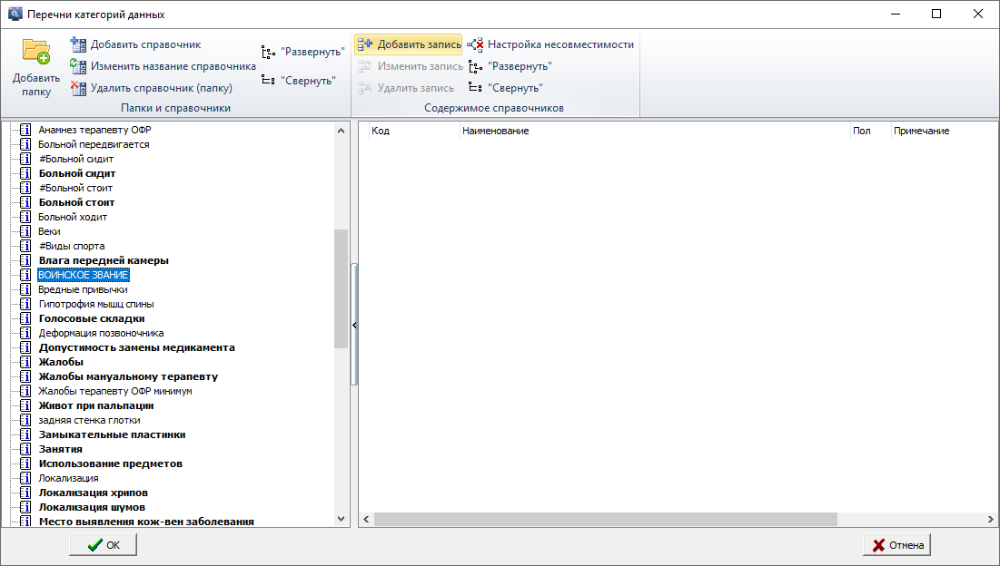 Перечни категорий данных
Добавить папку
Добавить справочник
Изменить название справочника
Удалить справочник (папку)
"Развернуть"
"Свернуть"
Папки и справочники
Добавить запись
Изменить запись
Удалить запись
Настройка несовместимости
"Развернуть"
"Свернуть"
Содержимое справочников
Анамнез терапевту ОФР
Больной передвигается
#Больной сидит
Больной сидит
#Больной стоит
Больной стоит
Больной ходит
Веки
#Виды спорта
Влага передней камеры
ВОИНСКОЕ ЗВАНИЕ
Вредные привычки
Гипотрофия мышц спины
Голосовые складки
Деформация позвоночника
Допустимость замены медикамента
Жалобы
Жалобы мануальному терапевту
Жалобы терапевту ОФР минимум
Живот при пальпации
задняя стенка глотки
Замыкательные пластинки
Занятия
Использование предметов
Локализация
Локализация хрипов
Локализация шумов
Место выявления кож-вен заболевания
Код Наименование Пол Примечание
OK
Отмена